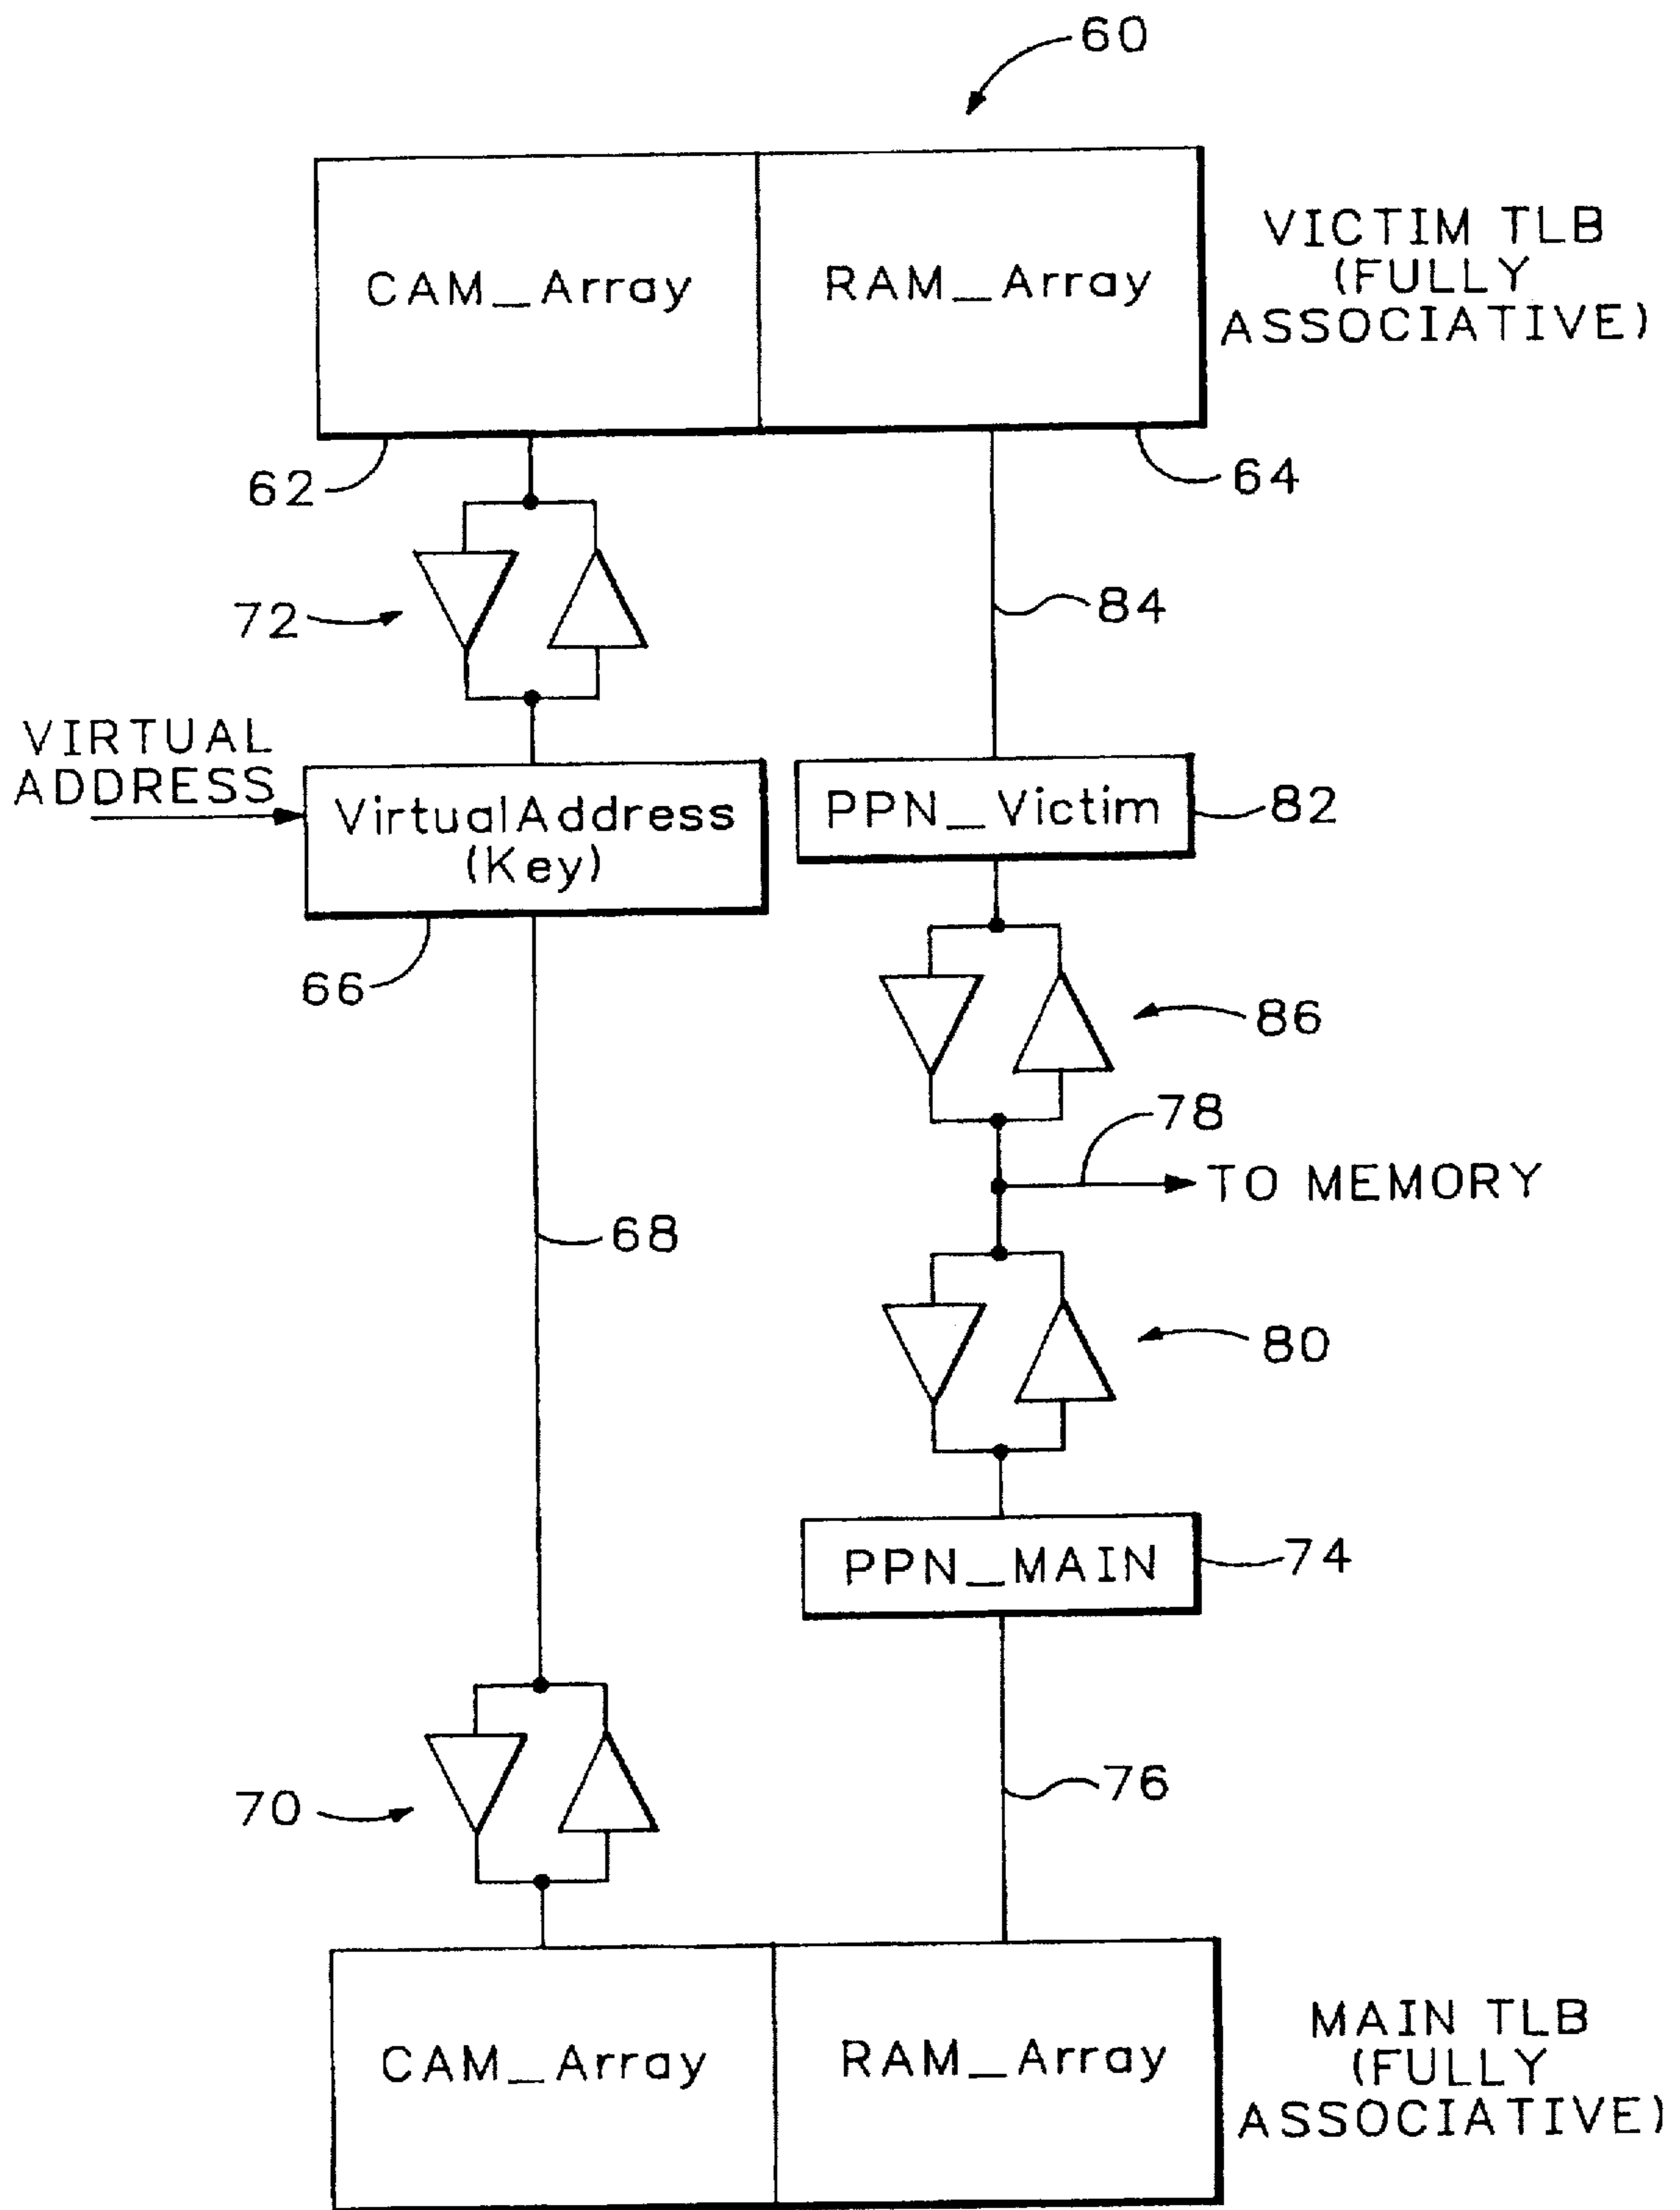 60
CAM_Array
RAM_Array
VICTIM TLB
(FULLY
ASSOCIATIVE)
62
64
72
84
VIRTUAL
ADDRESS
VirtualAddress
(Key)
PPN_Victim
82
66
86
78
TO MEMORY
68
80
PPN_MAIN
74
76
70
CAM_Array
RAM_Array
MAIN TLB
(FULLY
ASSOCIATIVE)